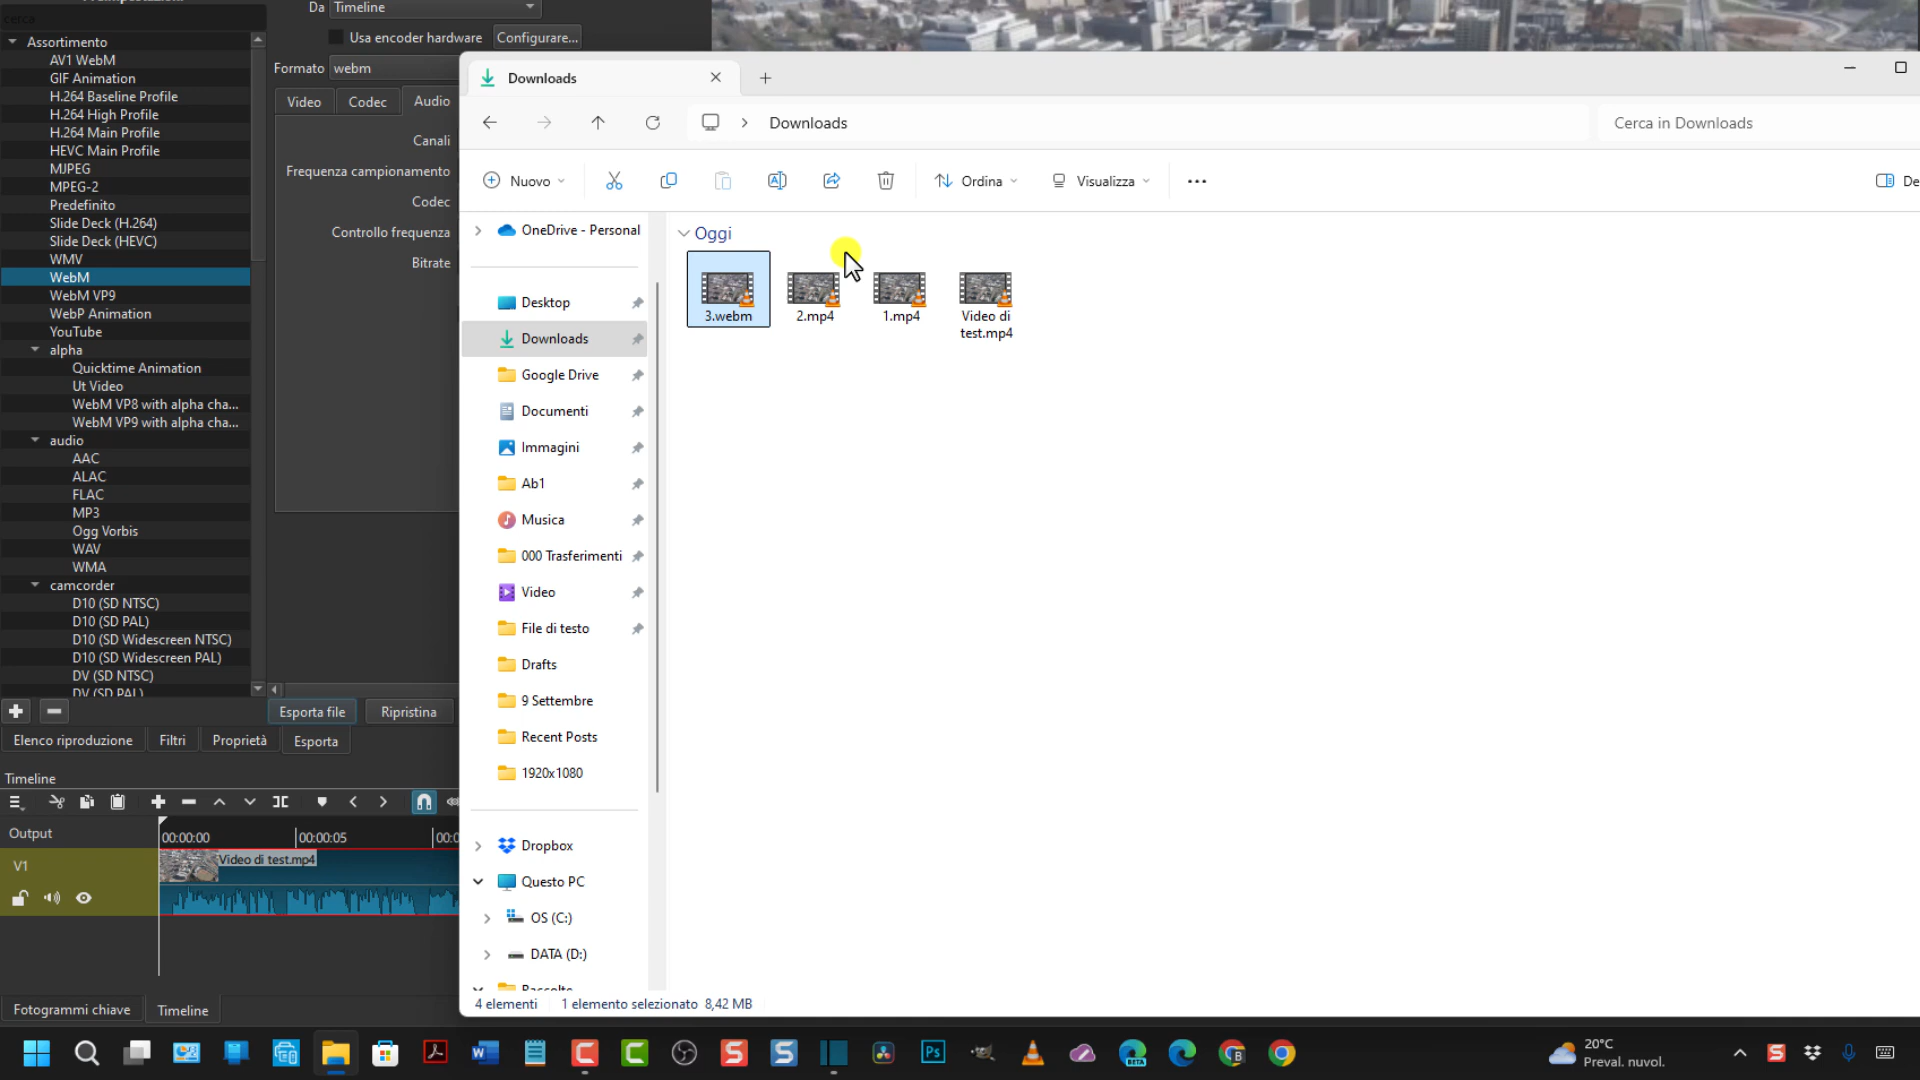 Da Timeline
cerca
Usa encoder hardware Configurare...
Formato webm
Video Codec Audio
Canali
Frequenza campionamento
Codec
Controllo frequenza
Bitrate
Assortimento
AV1 WebM
GIF Animation
H.264 Baseline Profile
H.264 High Profile
H.264 Main Profile
HEVC Main Profile
MJPEG
MPEG-2
Predefinito
Slide Deck (H.264)
Slide Deck (HEVC)
WMV
WebM
WebM VP9
WebP Animation
YouTube
alpha
Quicktime Animation
Ut Video
WebM VP8 with alpha cha...
WebM VP9 with alpha cha...
audio
AAC
ALAC
FLAC
MP3
Ogg Vorbis
WAV
WMA
camcorder
D10 (SD NTSC)
D10 (SD PAL)
D10 (SD Widescreen NTSC)
D10 (SD Widescreen PAL)
DV (SD NTSC)
DV (SD PAL)
Esporta file Ripristina
Elenco riproduzione Filtri Proprietà Esporta
Timeline
Output
00:00:00 00:00:05 00:0
V1
Video di test.mp4
Fotogrammi chiave Timeline
Downloads
Downloads
Cerca in Downloads
Nuovo Ordina Visualizza De
OneDrive - Personal
Desktop
Downloads
Google Drive
Documenti
Immagini
Ab1
Musica
000 Trasferimenti
Video
File di testo
Drafts
9 Settembre
Recent Posts
1920x1080
Dropbox
Questo PC
OS (C:)
DATA (D:)
Raccolte
Oggi
3.webm 2.mp4 1.mp4 Video di
test.mp4
4 elementi 1 elemento selezionato 8,42 MB
20°C
Preval. nuvol.